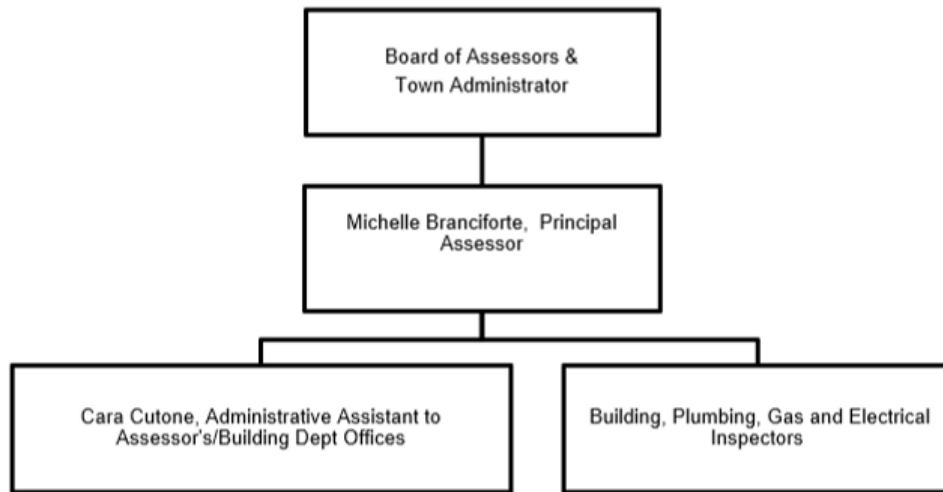 Board of Assessors &
Town Administrator
Michelle Branciforte, Principal
Assessor
Cara Cutone, Administrative Assistant to
Assessor's/Building Dept Offices
Building, Plumbing, Gas and Electrical
Inspectors